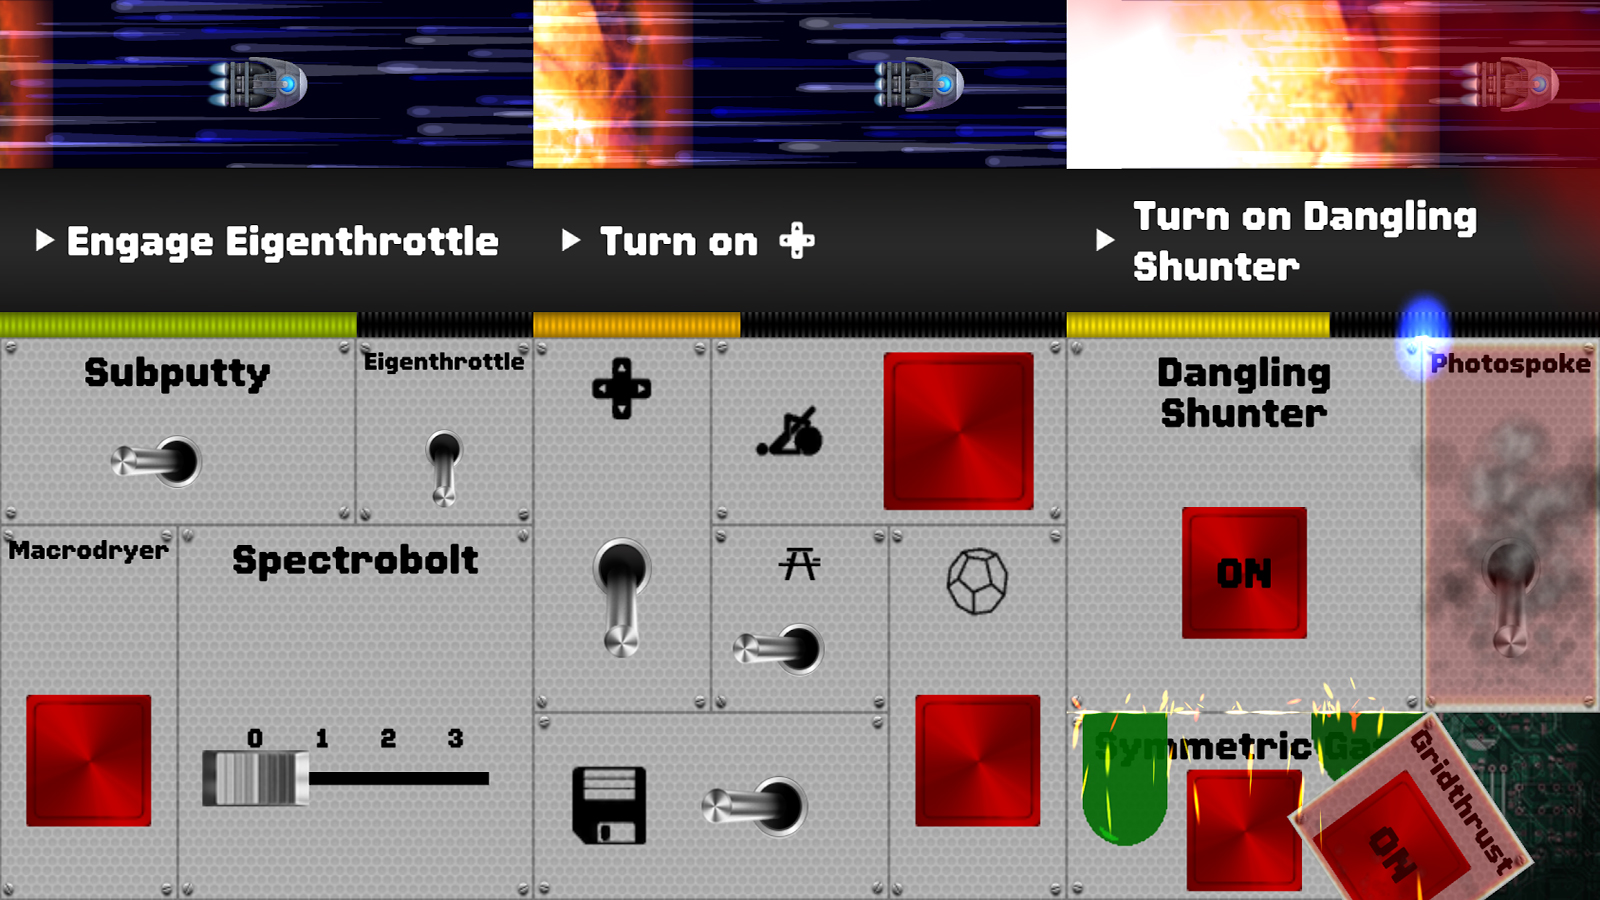 Engage Eigenthrottle
Turn on
Turn on Dangling
Shunter
Subputty
Eigenthrottle
Macrodryer
Spectrobolt
0 1 2 3
Dangling
Shunter
ON
Photospoke
Symmetric
Gridthrust
ON